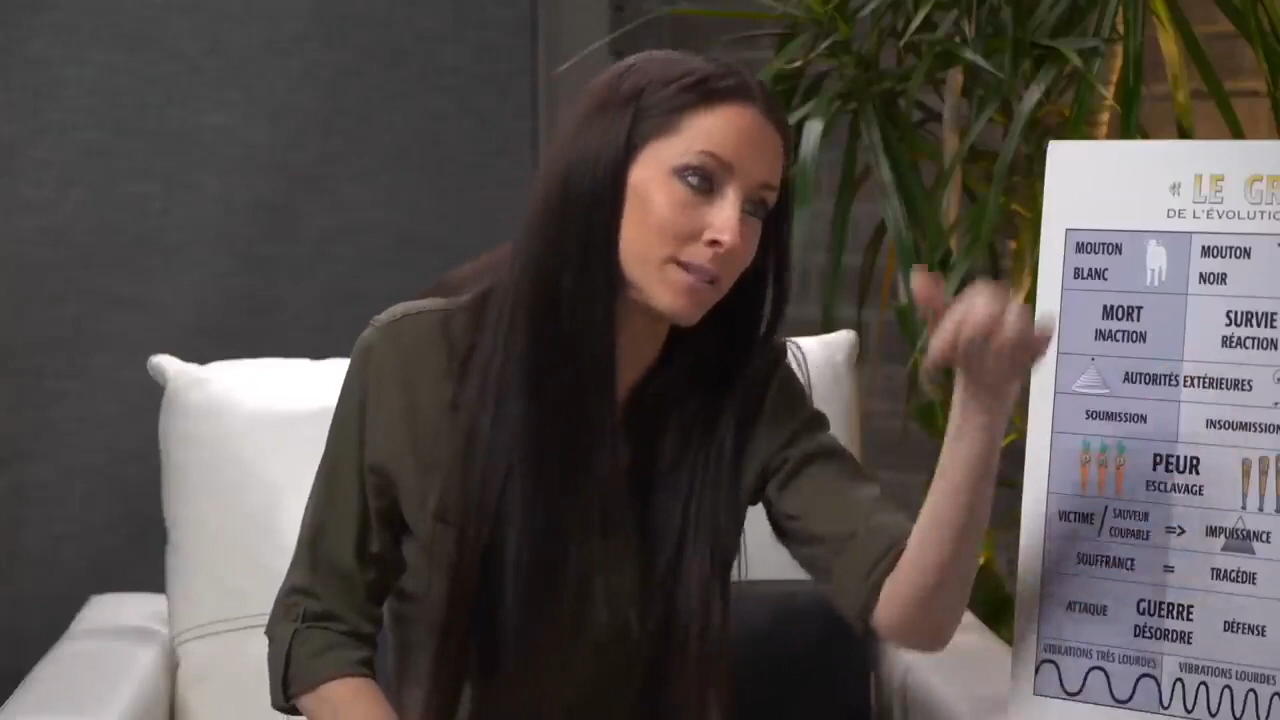 « LE GR
DE L'ÉVOLUTIO
MOUTON
BLANC
MOUTON
NOIR
MORT
INACTION
SURVIE
RÉACTION
AUTORITÉS EXTÉRIEURES
SOUMISSION
INSOUMISSION
PEUR
ESCLAVAGE
VICTIME / SAUVEUR
COUPABLE => IMPUISSANCE
SOUFFRANCE = TRAGÉDIE
ATTAQUE
GUERRE
DÉSORDRE
DÉFENSE
VIBRATIONS TRÈS LOURDES
VIBRATIONS LOURDES